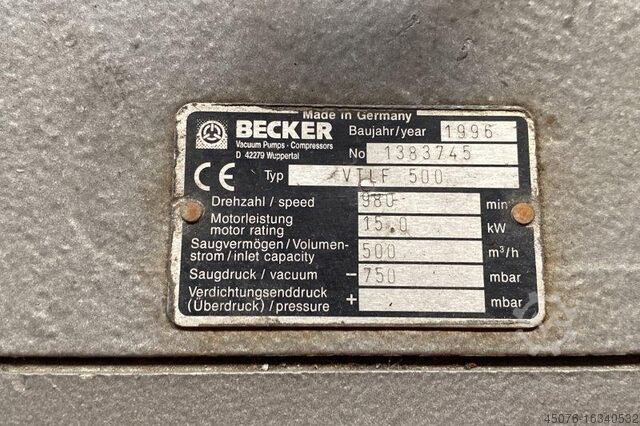 Made in Germany
BECKER Baujahr/year 1996
Vacuum Pumps · Compressors
D 42279 Wuppertal
No 1383745
CE Typ VTLF 500
Drehzahl / speed 980 min
Motorleistung
motor rating 15.0 kW
Saugvermögen / Volumen-
strom / inlet capacity 500 m³/h
Saugdruck / vacuum – 750 mbar
Verdichtungsenddruck
(Überdruck) / pressure + mbar
45076-16340532